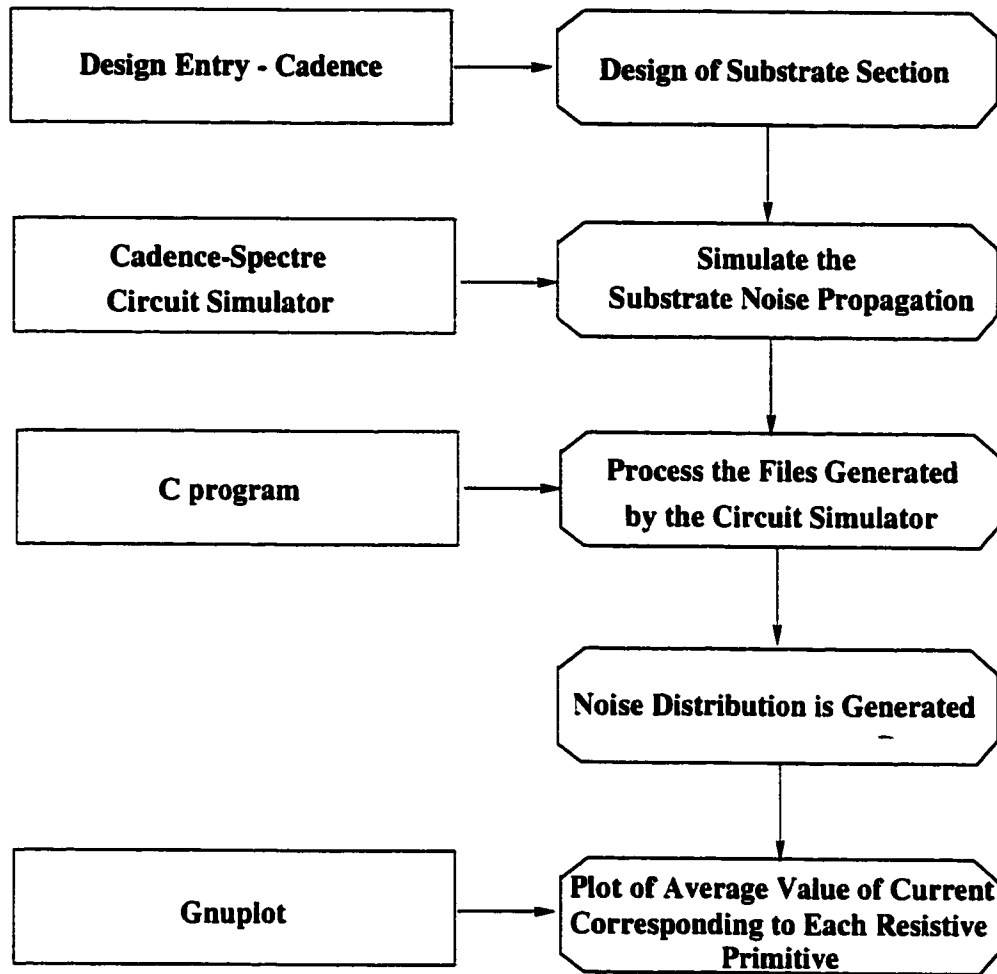 Design Entry - Cadence
Design of Substrate Section
Cadence-Spectre
Circuit Simulator
Simulate the
Substrate Noise Propagation
C program
Process the Files Generated
by the Circuit Simulator
Noise Distribution is Generated
Gnuplot
Plot of Average Value of Current
Corresponding to Each Resistive
Primitive